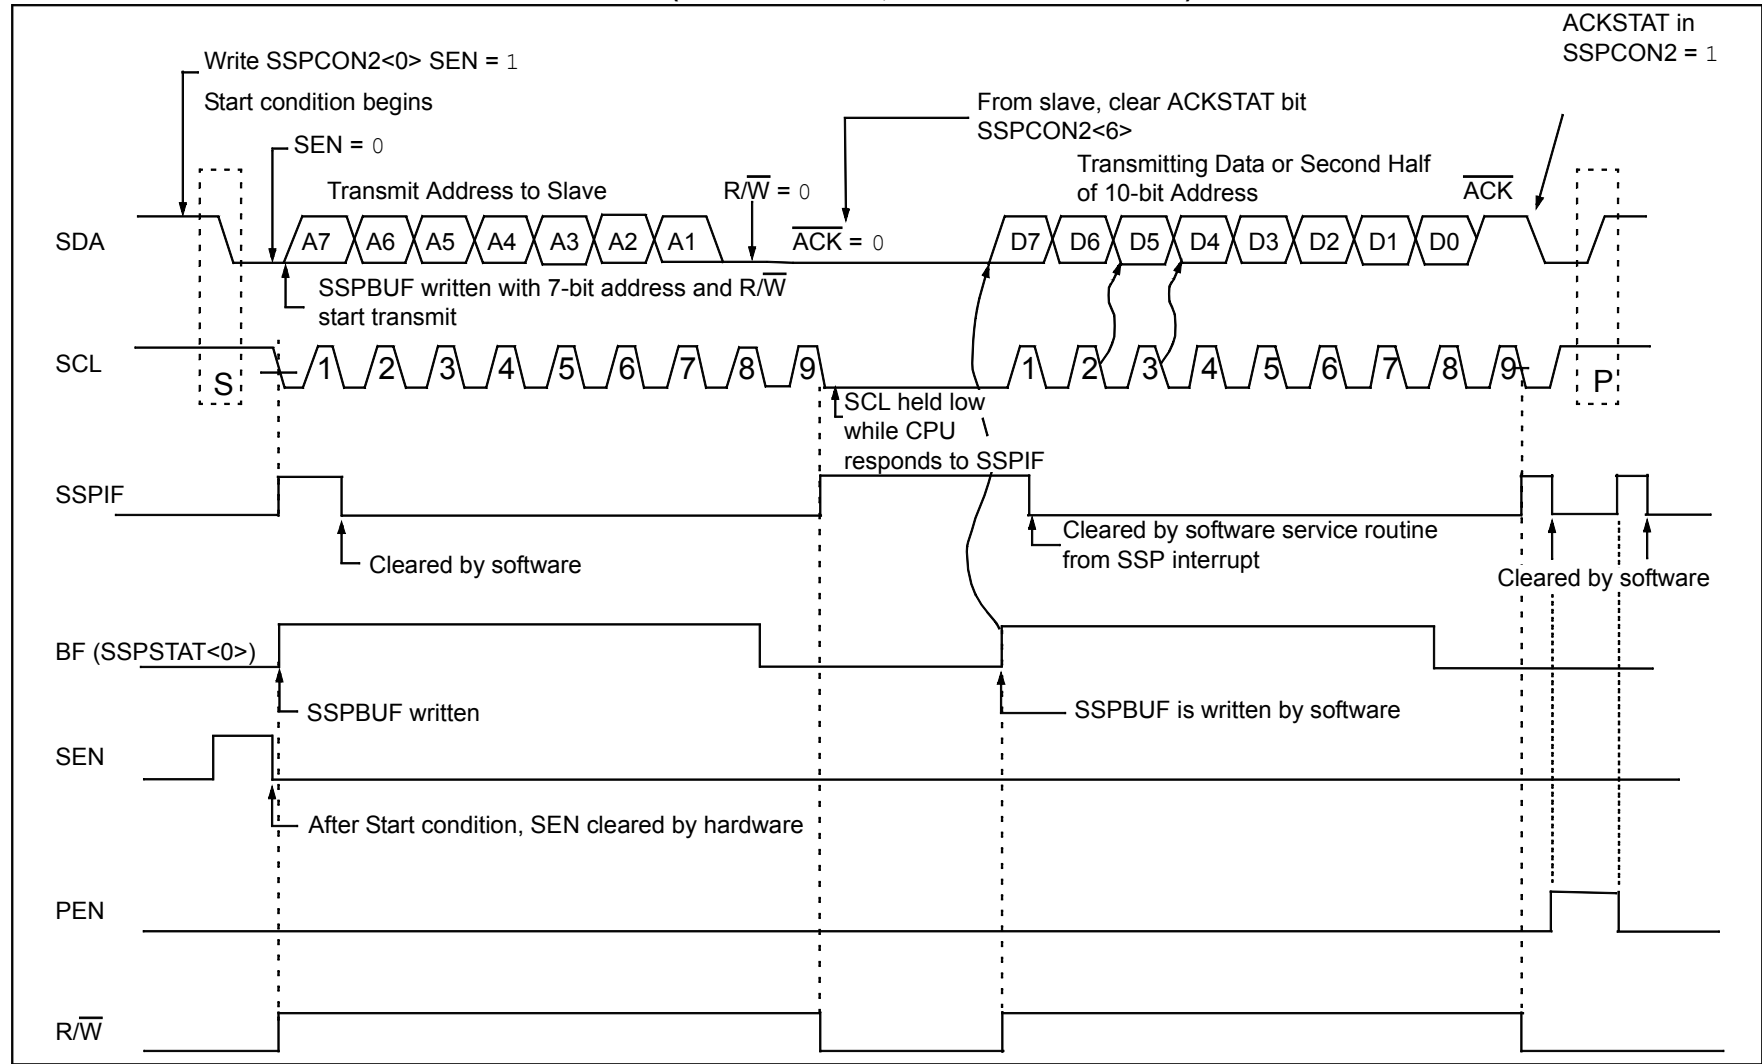 ACKSTAT in
SSPCON2 = 1
Write SSPCON2<0> SEN = 1
Start condition begins
From slave, clear ACKSTAT bit
SSPCON2<6>
SEN = 0
Transmitting Data or Second Half
of 10-bit Address
Transmit Address to Slave
R/W̅ = 0
A̅C̅K̅
SDA
A7 A6 A5 A4 A3 A2 A1
A̅C̅K̅ = 0
D7 D6 D5 D4 D3 D2 D1 D0
SSPBUF written with 7-bit address and R/W̅
start transmit
SCL
S
1 2 3 4 5 6 7 8 9
1 2 3 4 5 6 7 8 9
P
SCL held low
while CPU
responds to SSPIF
SSPIF
Cleared by software
Cleared by software service routine
from SSP interrupt
Cleared by software
BF (SSPSTAT<0>)
SSPBUF written
SSPBUF is written by software
SEN
After Start condition, SEN cleared by hardware
PEN
R/W̅